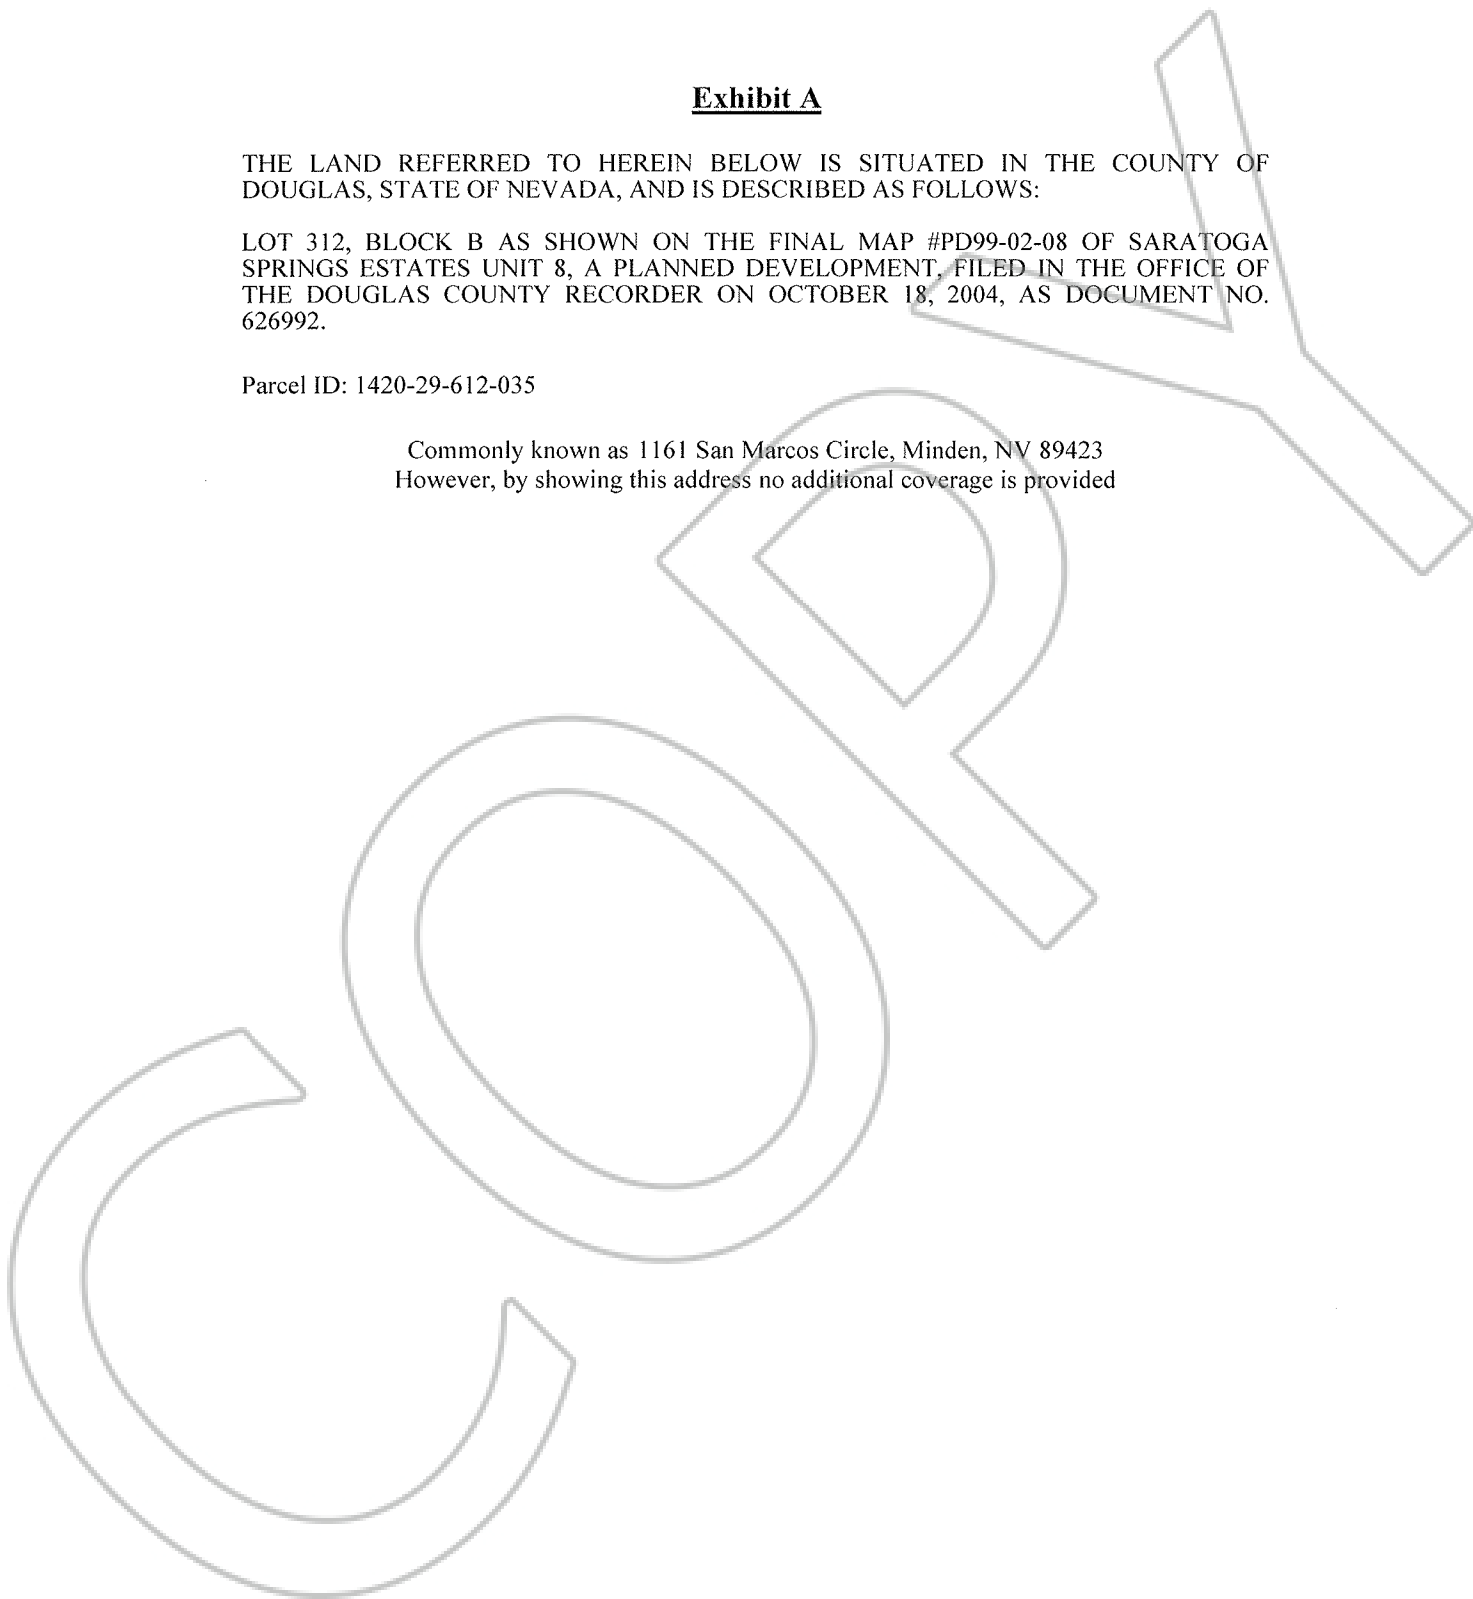 Exhibit A
THE LAND REFERRED TO HEREIN BELOW IS SITUATED IN THE COUNTY OF
DOUGLAS, STATE OF NEVADA, AND IS DESCRIBED AS FOLLOWS:
LOT 312, BLOCK B AS SHOWN ON THE FINAL MAP #PD99-02-08 OF SARATOGA
SPRINGS ESTATES UNIT 8, A PLANNED DEVELOPMENT, FILED IN THE OFFICE OF
THE DOUGLAS COUNTY RECORDER ON OCTOBER 18, 2004, AS DOCUMENT NO.
626992.
Parcel ID: 1420-29-612-035
Commonly known as 1161 San Marcos Circle, Minden, NV 89423
However, by showing this address no additional coverage is provided
COPY